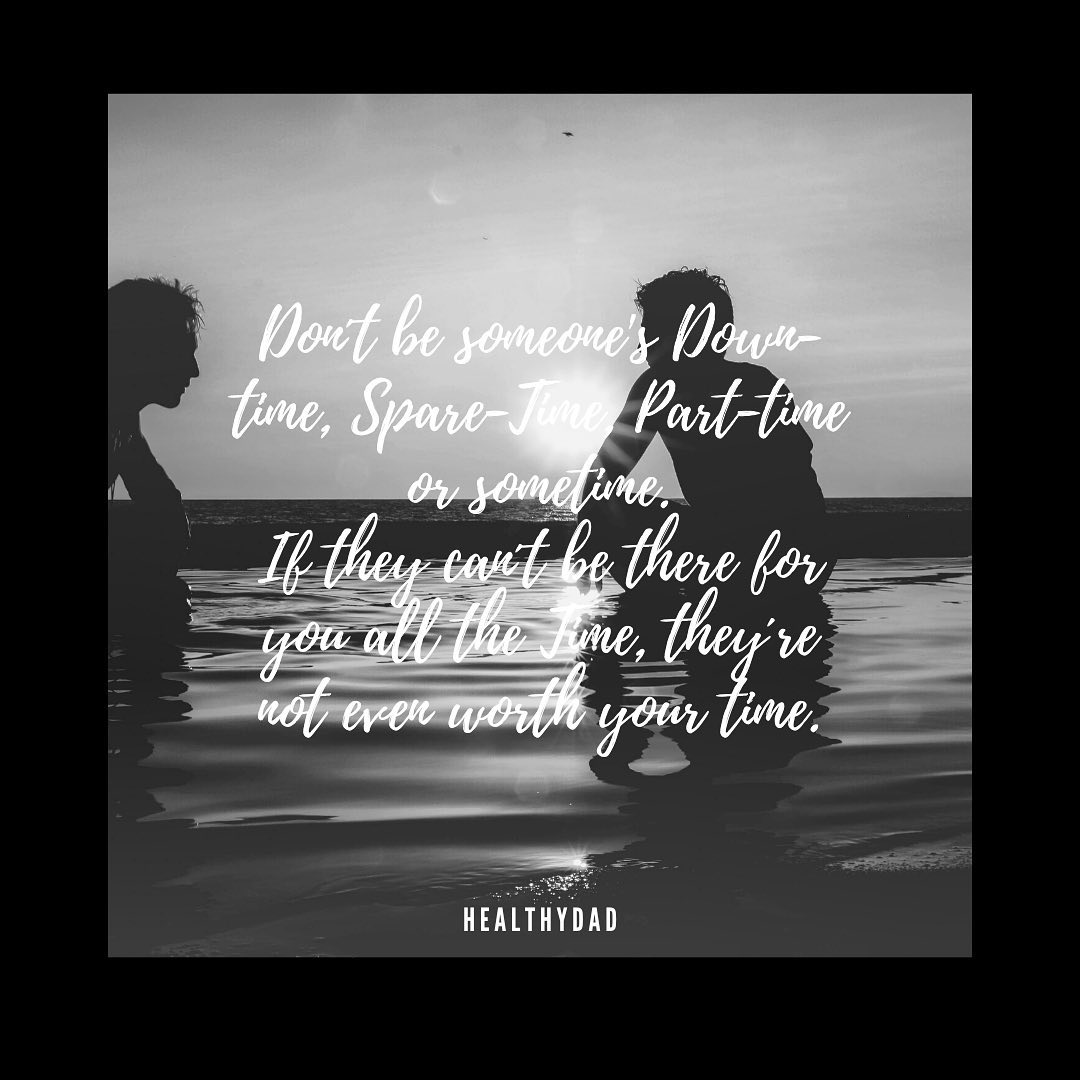 Don't be someone's Down-
time, Spare-Time, Part-time
or sometime.
If they can't be there for
you all the Time, they're
not even worth your time.
HEALTHYDAD